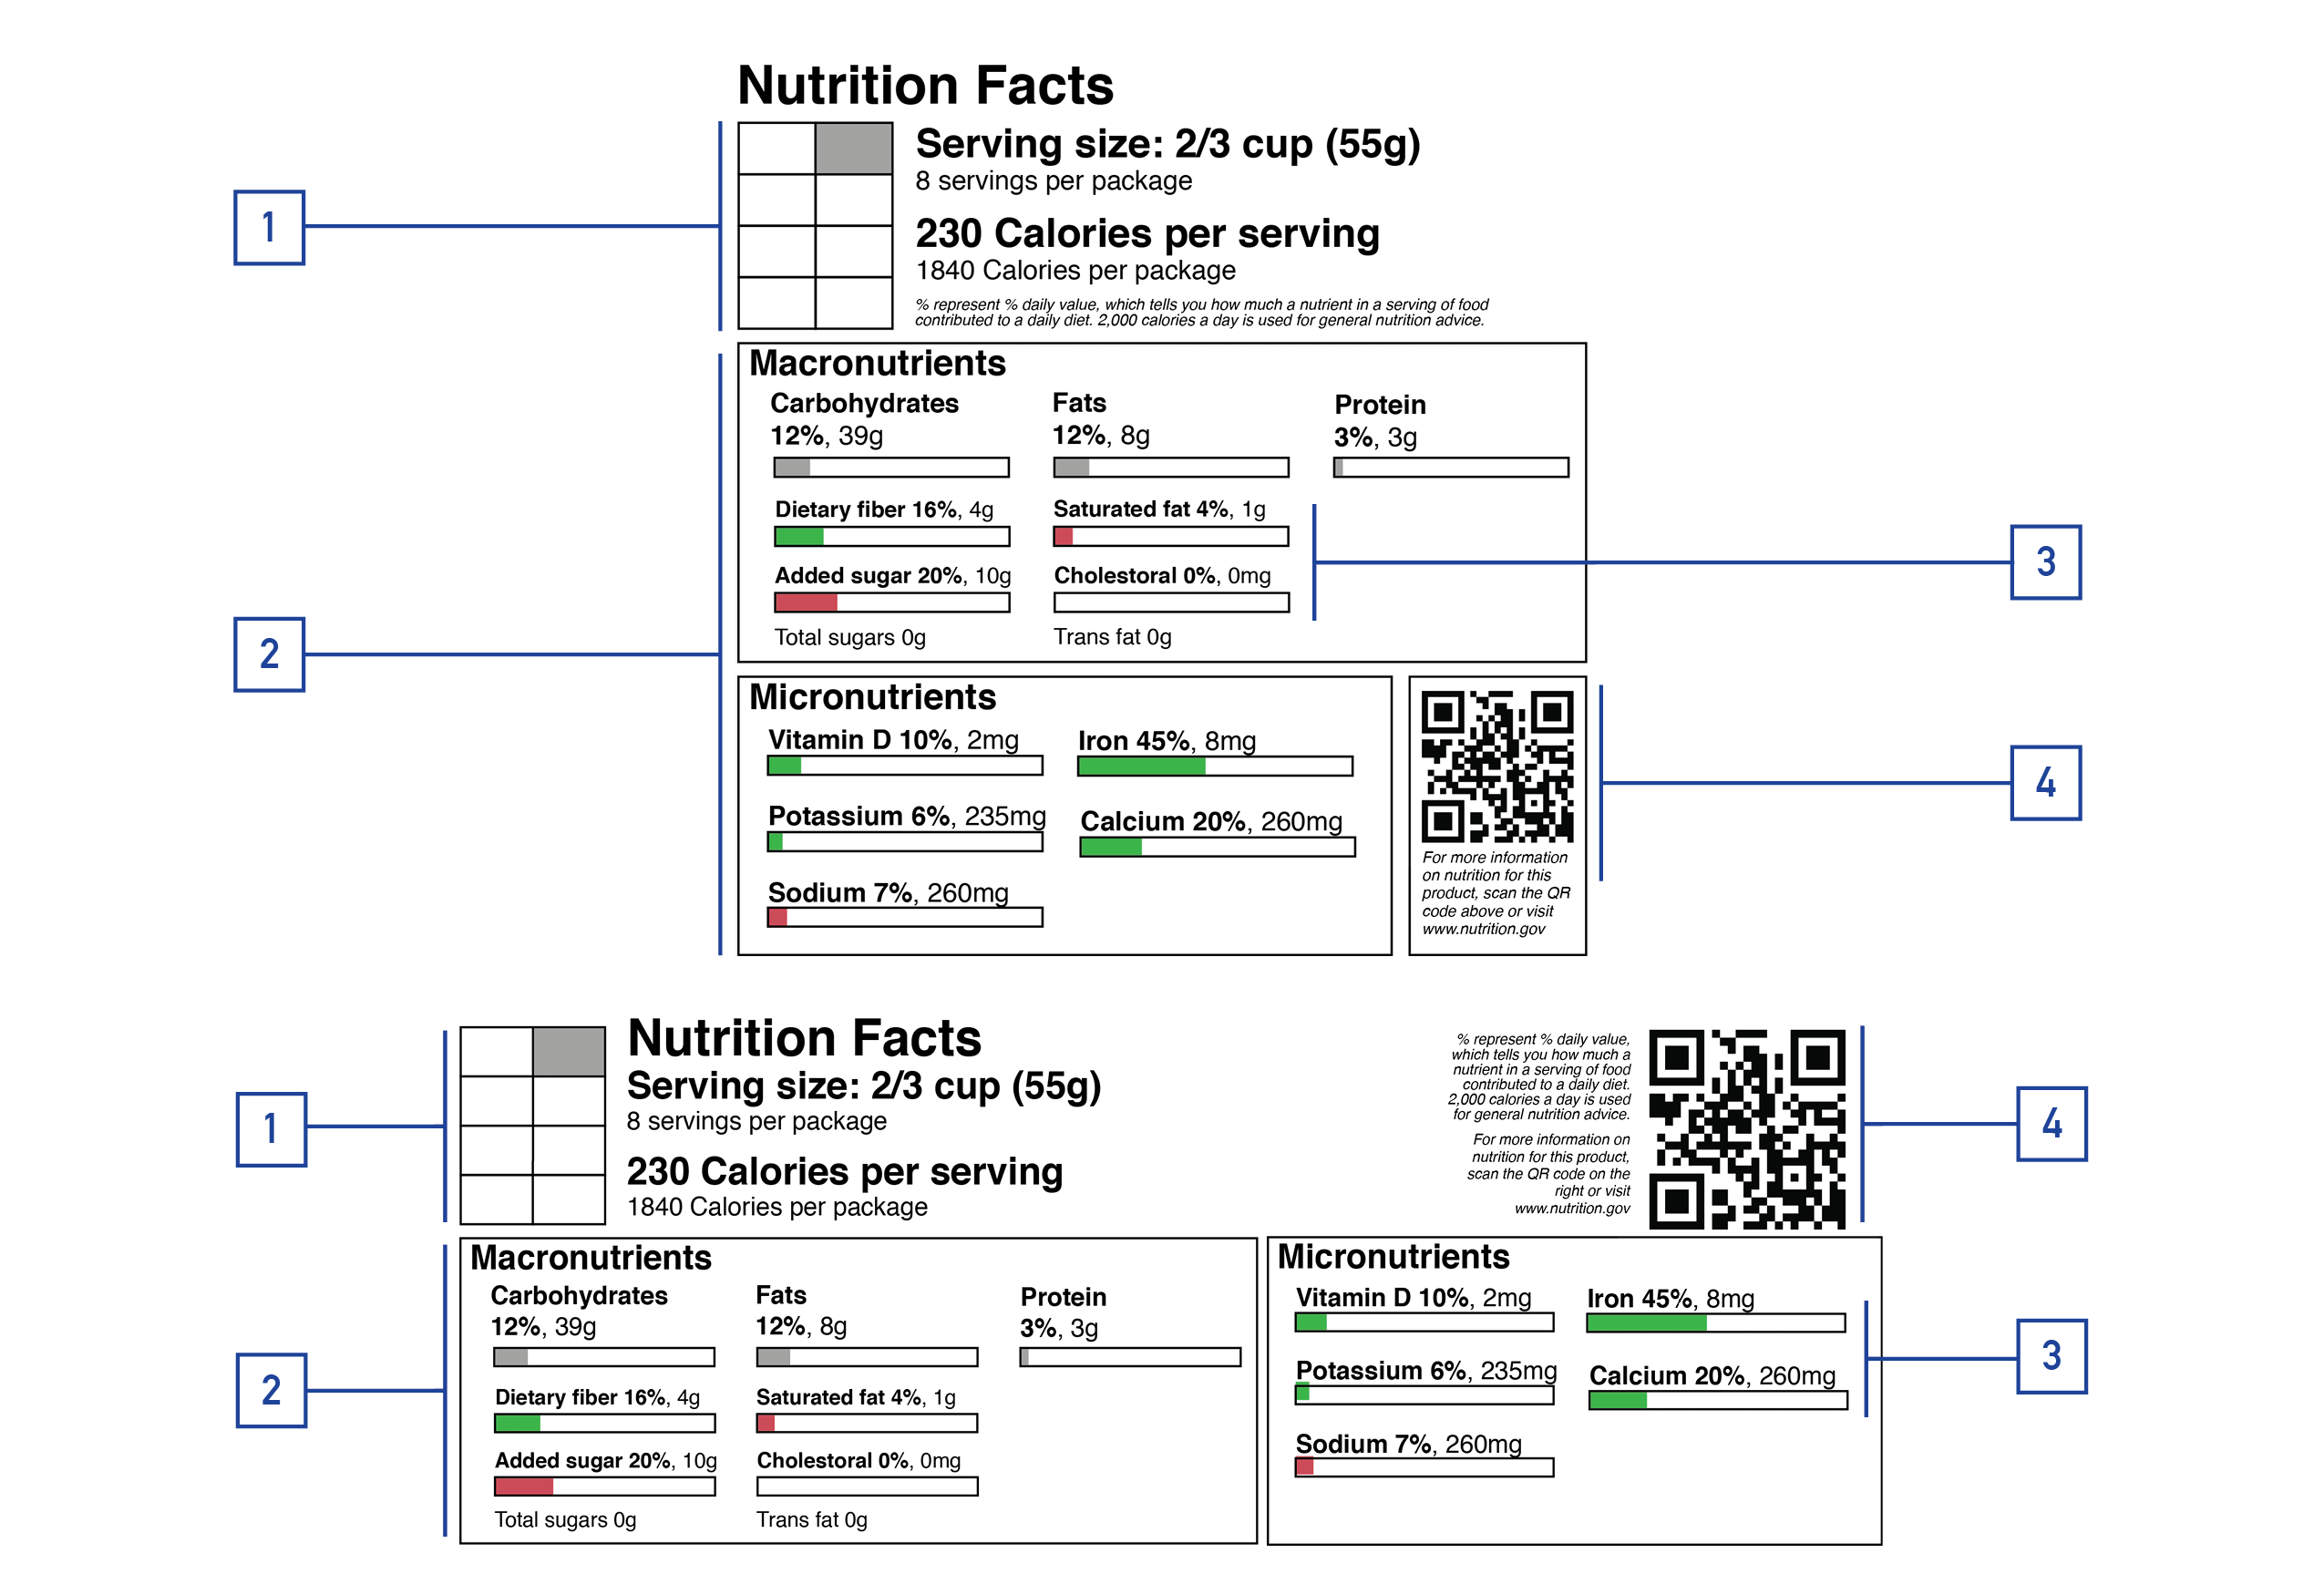 Nutrition Facts
1
Serving size: 2/3 cup (55g)
8 servings per package
230 Calories per serving
1840 Calories per package
% represent % daily value, which tells you how much a nutrient in a serving of food
contributed to a daily diet. 2,000 calories a day is used for general nutrition advice.
2
Macronutrients
Carbohydrates
12%, 39g
Dietary fiber 16%, 4g
Added sugar 20%, 10g
Total sugars 0g
Fats
12%, 8g
Saturated fat 4%, 1g
Cholestoral 0%, 0mg
Trans fat 0g
Protein
3%, 3g
3
Micronutrients
Vitamin D 10%, 2mg
Potassium 6%, 235mg
Sodium 7%, 260mg
Iron 45%, 8mg
Calcium 20%, 260mg
For more information
on nutrition for this
product, scan the QR
code above or visit
www.nutrition.gov
4
1
Nutrition Facts
Serving size: 2/3 cup (55g)
8 servings per package
230 Calories per serving
1840 Calories per package
% represent % daily value,
which tells you how much a
nutrient in a serving of food
contributed to a daily diet.
2,000 calories a day is used
for general nutrition advice.
For more information on
nutrition for this product,
scan the QR code on the
right or visit
www.nutrition.gov
4
2
Macronutrients
Carbohydrates
12%, 39g
Dietary fiber 16%, 4g
Added sugar 20%, 10g
Total sugars 0g
Fats
12%, 8g
Saturated fat 4%, 1g
Cholestoral 0%, 0mg
Trans fat 0g
Protein
3%, 3g
Micronutrients
Vitamin D 10%, 2mg
Potassium 6%, 235mg
Sodium 7%, 260mg
Iron 45%, 8mg
Calcium 20%, 260mg
3